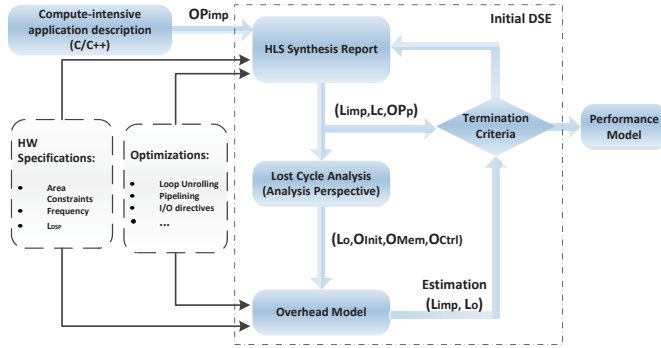 Compute-intensive
application description
(C/C++)
OPimp
Initial DSE
HLS Synthesis Report
(Limp,Lc,OPp)
Termination
Criteria
Performance
Model
HW
Specifications:
• Area
Constraints
• Frequency
• LDSP
Optimizations:
• Loop Unrolling
• Pipelining
• I/O directives
• ...
Lost Cycle Analysis
(Analysis Perspective)
(Lo,OInit,OMem,OCtrl)
Overhead Model
Estimation
(Limp, Lo)